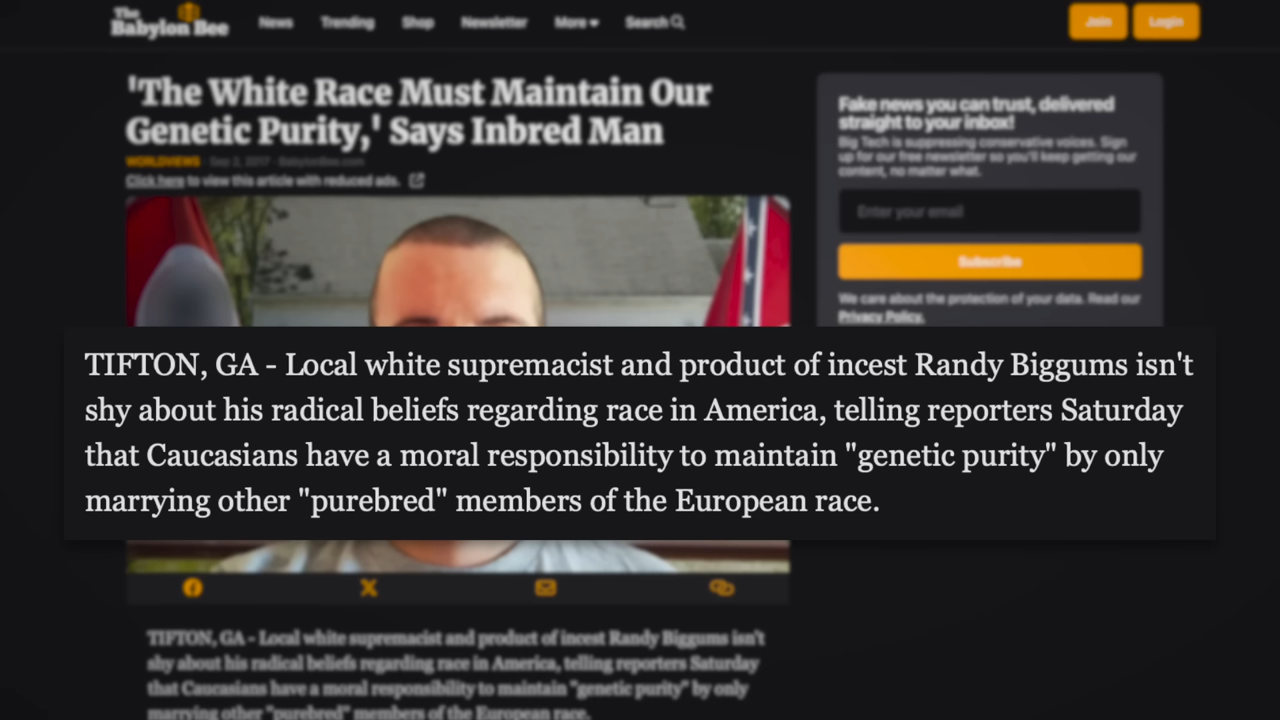 The
Babylon Bee
News
Trending
Shop
Newsletter
More
Search
Join
Login
'The White Race Must Maintain Our
Genetic Purity,' Says Inbred Man
WORLDVIEWS · Sep 2, 2017 · BabylonBee.com
Click here to view this article with reduced ads.
Fake news you can trust, delivered
straight to your inbox!
Big Tech is suppressing conservative voices. Sign
up for our free newsletter so you'll keep getting our
content, no matter what.
Enter your email
Subscribe
We care about the protection of your data. Read our
Privacy Policy.
TIFTON, GA - Local white supremacist and product of incest Randy Biggums isn't
shy about his radical beliefs regarding race in America, telling reporters Saturday
that Caucasians have a moral responsibility to maintain "genetic purity" by only
marrying other "purebred" members of the European race.
TIFTON, GA - Local white supremacist and product of incest Randy Biggums isn't
shy about his radical beliefs regarding race in America, telling reporters Saturday
that Caucasians have a moral responsibility to maintain "genetic purity" by only
marrying other "purebred" members of the European race.